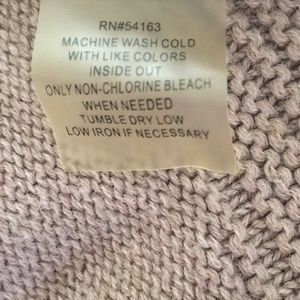 RN#54163
MACHINE WASH COLD
WITH LIKE COLORS
INSIDE OUT
ONLY NON-CHLORINE BLEACH
WHEN NEEDED
TUMBLE DRY LOW
LOW IRON IF NECESSARY